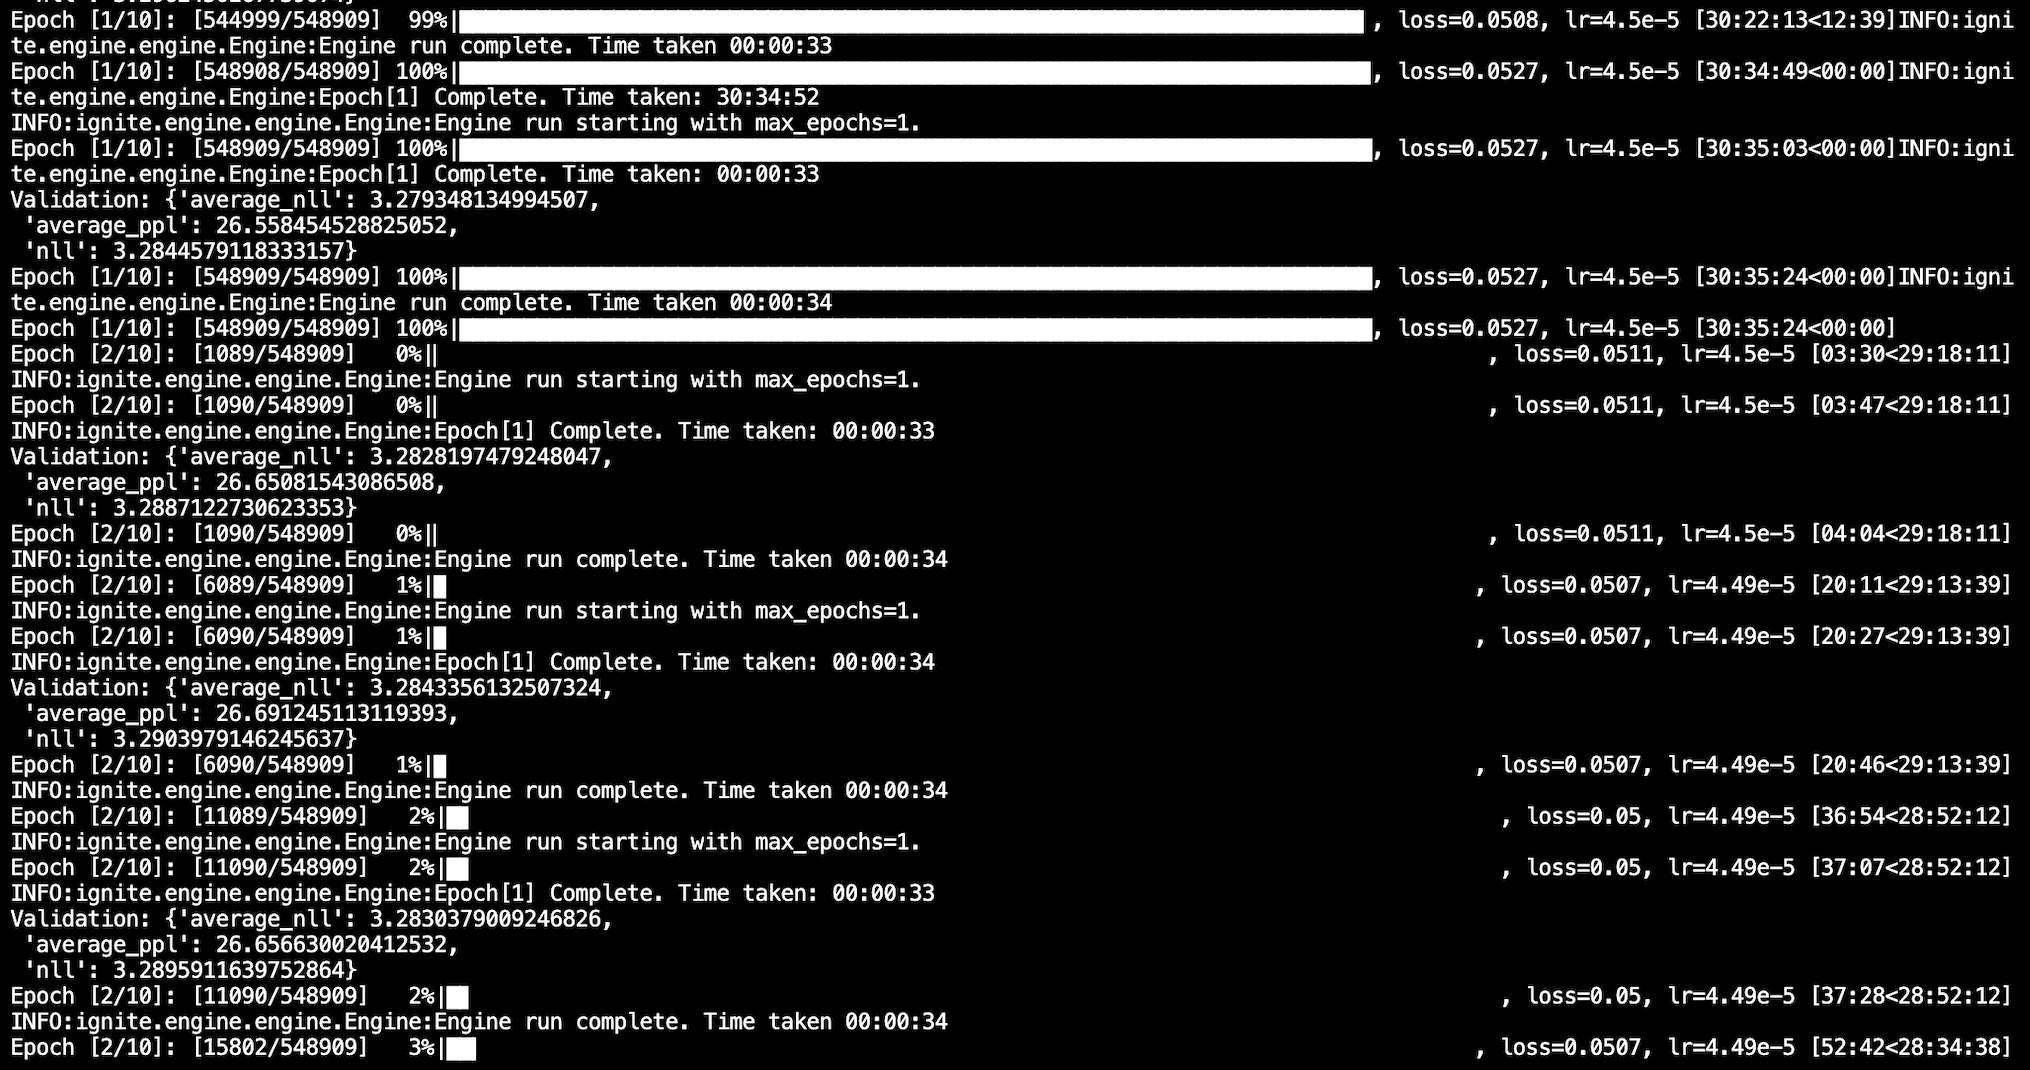 Epoch [1/10]: [544999/548909]  99%|, loss=0.0508, lr=4.5e-5 [30:22:13<12:39]INFO:igni
te.engine.engine.Engine:Engine run complete. Time taken 00:00:33
Epoch [1/10]: [548908/548909] 100%|, loss=0.0527, lr=4.5e-5 [30:34:49<00:00]INFO:igni
te.engine.engine.Engine:Epoch[1] Complete. Time taken: 30:34:52
INFO:ignite.engine.engine.Engine:Engine run starting with max_epochs=1.
Epoch [1/10]: [548909/548909] 100%|, loss=0.0527, lr=4.5e-5 [30:35:03<00:00]INFO:igni
te.engine.engine.Engine:Epoch[1] Complete. Time taken: 00:00:33
Validation: {'average_nll': 3.279348134994507,
 'average_ppl': 26.558454528825052,
 'nll': 3.2844579118333157}
Epoch [1/10]: [548909/548909] 100%|, loss=0.0527, lr=4.5e-5 [30:35:24<00:00]INFO:igni
te.engine.engine.Engine:Engine run complete. Time taken 00:00:34
Epoch [1/10]: [548909/548909] 100%|, loss=0.0527, lr=4.5e-5 [30:35:24<00:00]
Epoch [2/10]: [1089/548909]   0%|, loss=0.0511, lr=4.5e-5 [03:30<29:18:11]
INFO:ignite.engine.engine.Engine:Engine run starting with max_epochs=1.
Epoch [2/10]: [1090/548909]   0%|, loss=0.0511, lr=4.5e-5 [03:47<29:18:11]
INFO:ignite.engine.engine.Engine:Epoch[1] Complete. Time taken: 00:00:33
Validation: {'average_nll': 3.2828197479248047,
 'average_ppl': 26.65081543086508,
 'nll': 3.2887122730623353}
Epoch [2/10]: [1090/548909]   0%|, loss=0.0511, lr=4.5e-5 [04:04<29:18:11]
INFO:ignite.engine.engine.Engine:Engine run complete. Time taken 00:00:34
Epoch [2/10]: [6089/548909]   1%|, loss=0.0507, lr=4.49e-5 [20:11<29:13:39]
INFO:ignite.engine.engine.Engine:Engine run starting with max_epochs=1.
Epoch [2/10]: [6090/548909]   1%|, loss=0.0507, lr=4.49e-5 [20:27<29:13:39]
INFO:ignite.engine.engine.Engine:Epoch[1] Complete. Time taken: 00:00:34
Validation: {'average_nll': 3.2843356132507324,
 'average_ppl': 26.691245113119393,
 'nll': 3.2903979146245637}
Epoch [2/10]: [6090/548909]   1%|, loss=0.0507, lr=4.49e-5 [20:46<29:13:39]
INFO:ignite.engine.engine.Engine:Engine run complete. Time taken 00:00:34
Epoch [2/10]: [11089/548909]   2%|, loss=0.05, lr=4.49e-5 [36:54<28:52:12]
INFO:ignite.engine.engine.Engine:Engine run starting with max_epochs=1.
Epoch [2/10]: [11090/548909]   2%|, loss=0.05, lr=4.49e-5 [37:07<28:52:12]
INFO:ignite.engine.engine.Engine:Epoch[1] Complete. Time taken: 00:00:33
Validation: {'average_nll': 3.2830379009246826,
 'average_ppl': 26.656630020412532,
 'nll': 3.2895911639752864}
Epoch [2/10]: [11090/548909]   2%|, loss=0.05, lr=4.49e-5 [37:28<28:52:12]
INFO:ignite.engine.engine.Engine:Engine run complete. Time taken 00:00:34
Epoch [2/10]: [15802/548909]   3%|, loss=0.0507, lr=4.49e-5 [52:42<28:34:38]